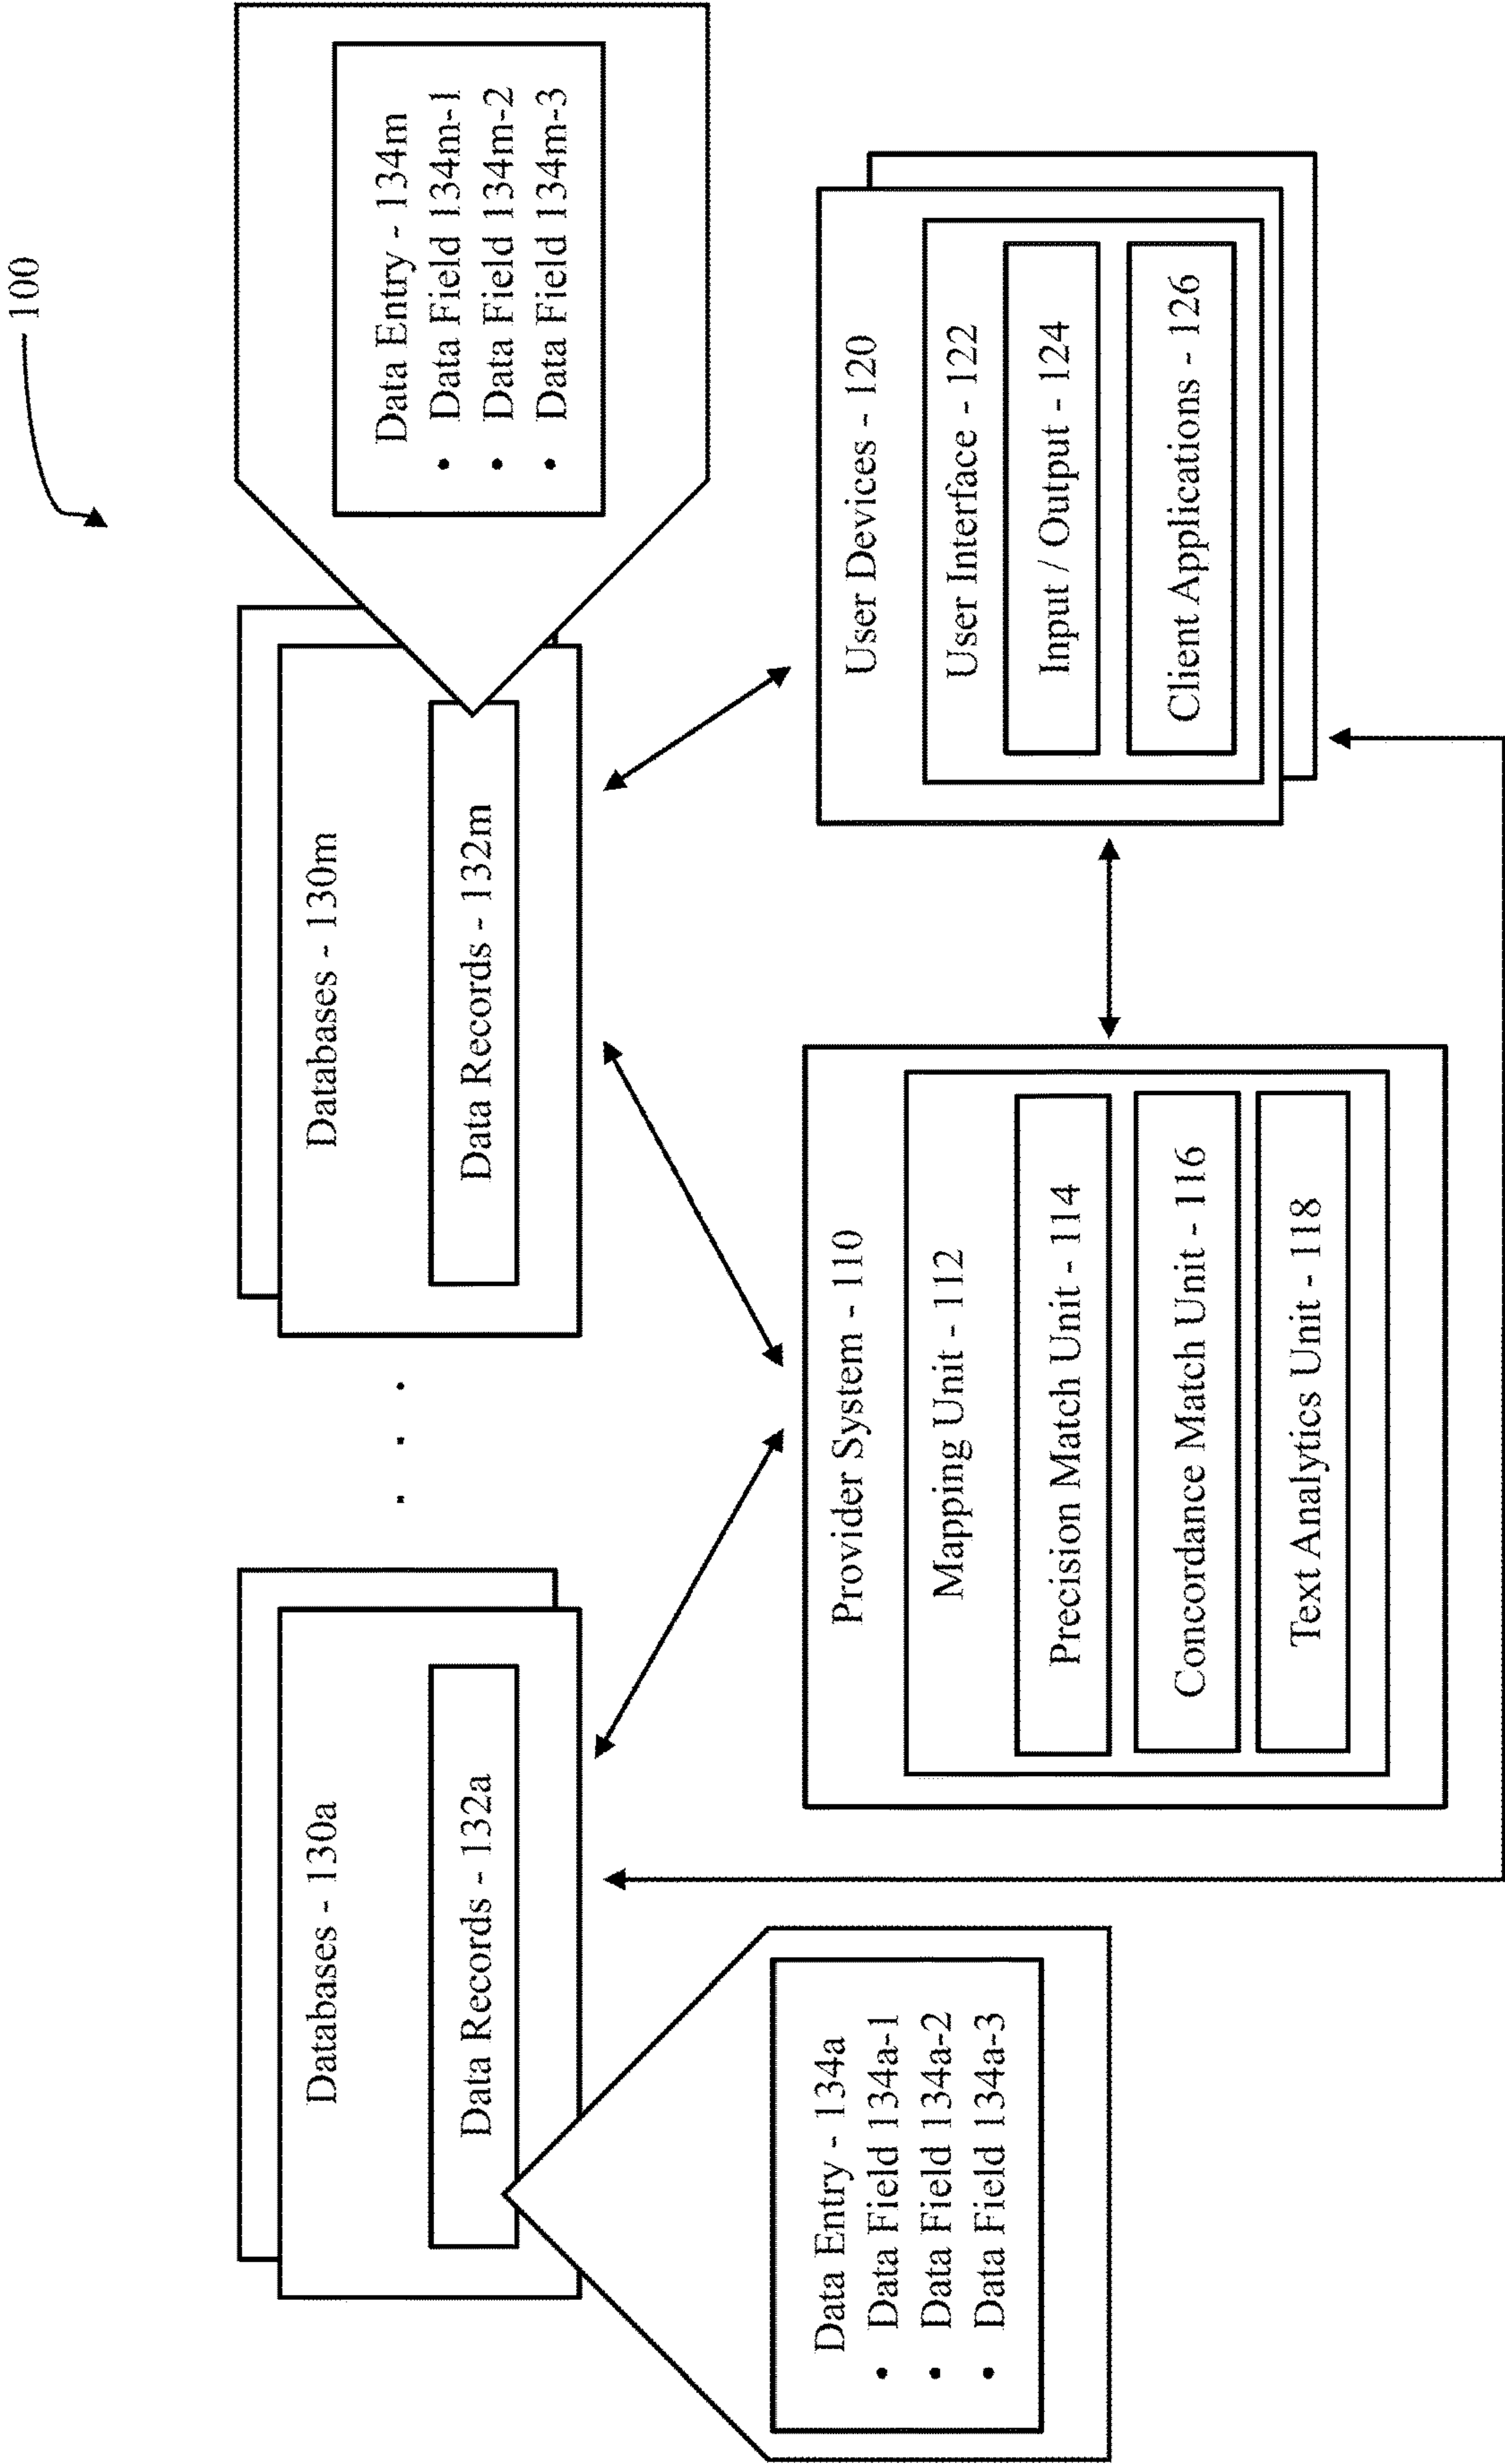 100
Databases - 130a
Data Records - 132a
. . .
Databases - 130m
Data Records - 132m
Data Entry - 134m
• Data Field 134m-1
• Data Field 134m-2
• Data Field 134m-3
Data Entry - 134a
• Data Field 134a-1
• Data Field 134a-2
• Data Field 134a-3
Provider System - 110
Mapping Unit - 112
Precision Match Unit - 114
Concordance Match Unit - 116
Text Analytics Unit - 118
User Devices - 120
User Interface - 122
Input / Output - 124
Client Applications - 126